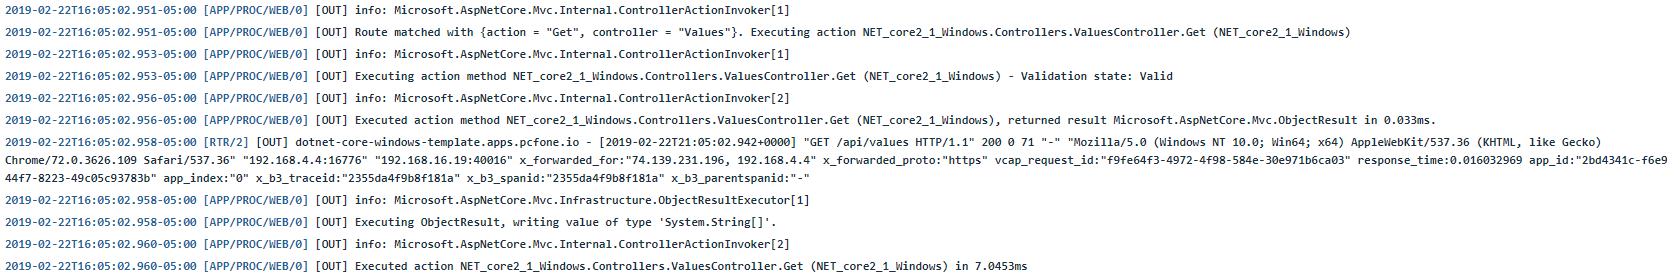 2019-02-22T16:05:02.951-05:00 [APP/PROC/WEB/0] [OUT] info: Microsoft.AspNetCore.Mvc.Internal.ControllerActionInvoker[1]
2019-02-22T16:05:02.951-05:00 [APP/PROC/WEB/0] [OUT] Route matched with {action = "Get", controller = "Values"}. Executing action NET_core2_1_Windows.Controllers.ValuesController.Get (NET_core2_1_Windows)
2019-02-22T16:05:02.953-05:00 [APP/PROC/WEB/0] [OUT] info: Microsoft.AspNetCore.Mvc.Internal.ControllerActionInvoker[1]
2019-02-22T16:05:02.953-05:00 [APP/PROC/WEB/0] [OUT] Executing action method NET_core2_1_Windows.Controllers.ValuesController.Get (NET_core2_1_Windows) - Validation state: Valid
2019-02-22T16:05:02.956-05:00 [APP/PROC/WEB/0] [OUT] info: Microsoft.AspNetCore.Mvc.Internal.ControllerActionInvoker[2]
2019-02-22T16:05:02.956-05:00 [APP/PROC/WEB/0] [OUT] Executed action method NET_core2_1_Windows.Controllers.ValuesController.Get (NET_core2_1_Windows), returned result Microsoft.AspNetCore.Mvc.ObjectResult in 0.033ms.
2019-02-22T16:05:02.958-05:00 [RTR/2] [OUT] dotnet-core-windows-template.apps.pcfone.io - [2019-02-22T21:05:02.942+0000] "GET /api/values HTTP/1.1" 200 0 71 "-" "Mozilla/5.0 (Windows NT 10.0; Win64; x64) AppleWebKit/537.36 (KHTML, like Gecko)
Chrome/72.0.3626.109 Safari/537.36" "192.168.4.4:16776" "192.168.16.19:40016" x_forwarded_for:"74.139.231.196, 192.168.4.4" x_forwarded_proto:"https" vcap_request_id:"f9fe64f3-4972-4f98-584e-30e971b6ca03" response_time:0.016032969 app_id:"2bd4341c-f6e9
44f7-8223-49c05c93783b" app_index:"0" x_b3_traceid:"2355da4f9b8f181a" x_b3_spanid:"2355da4f9b8f181a" x_b3_parentspanid:"-"
2019-02-22T16:05:02.958-05:00 [APP/PROC/WEB/0] [OUT] info: Microsoft.AspNetCore.Mvc.Infrastructure.ObjectResultExecutor[1]
2019-02-22T16:05:02.958-05:00 [APP/PROC/WEB/0] [OUT] Executing ObjectResult, writing value of type 'System.String[]'.
2019-02-22T16:05:02.960-05:00 [APP/PROC/WEB/0] [OUT] info: Microsoft.AspNetCore.Mvc.Internal.ControllerActionInvoker[2]
2019-02-22T16:05:02.960-05:00 [APP/PROC/WEB/0] [OUT] Executed action NET_core2_1_Windows.Controllers.ValuesController.Get (NET_core2_1_Windows) in 7.0453ms